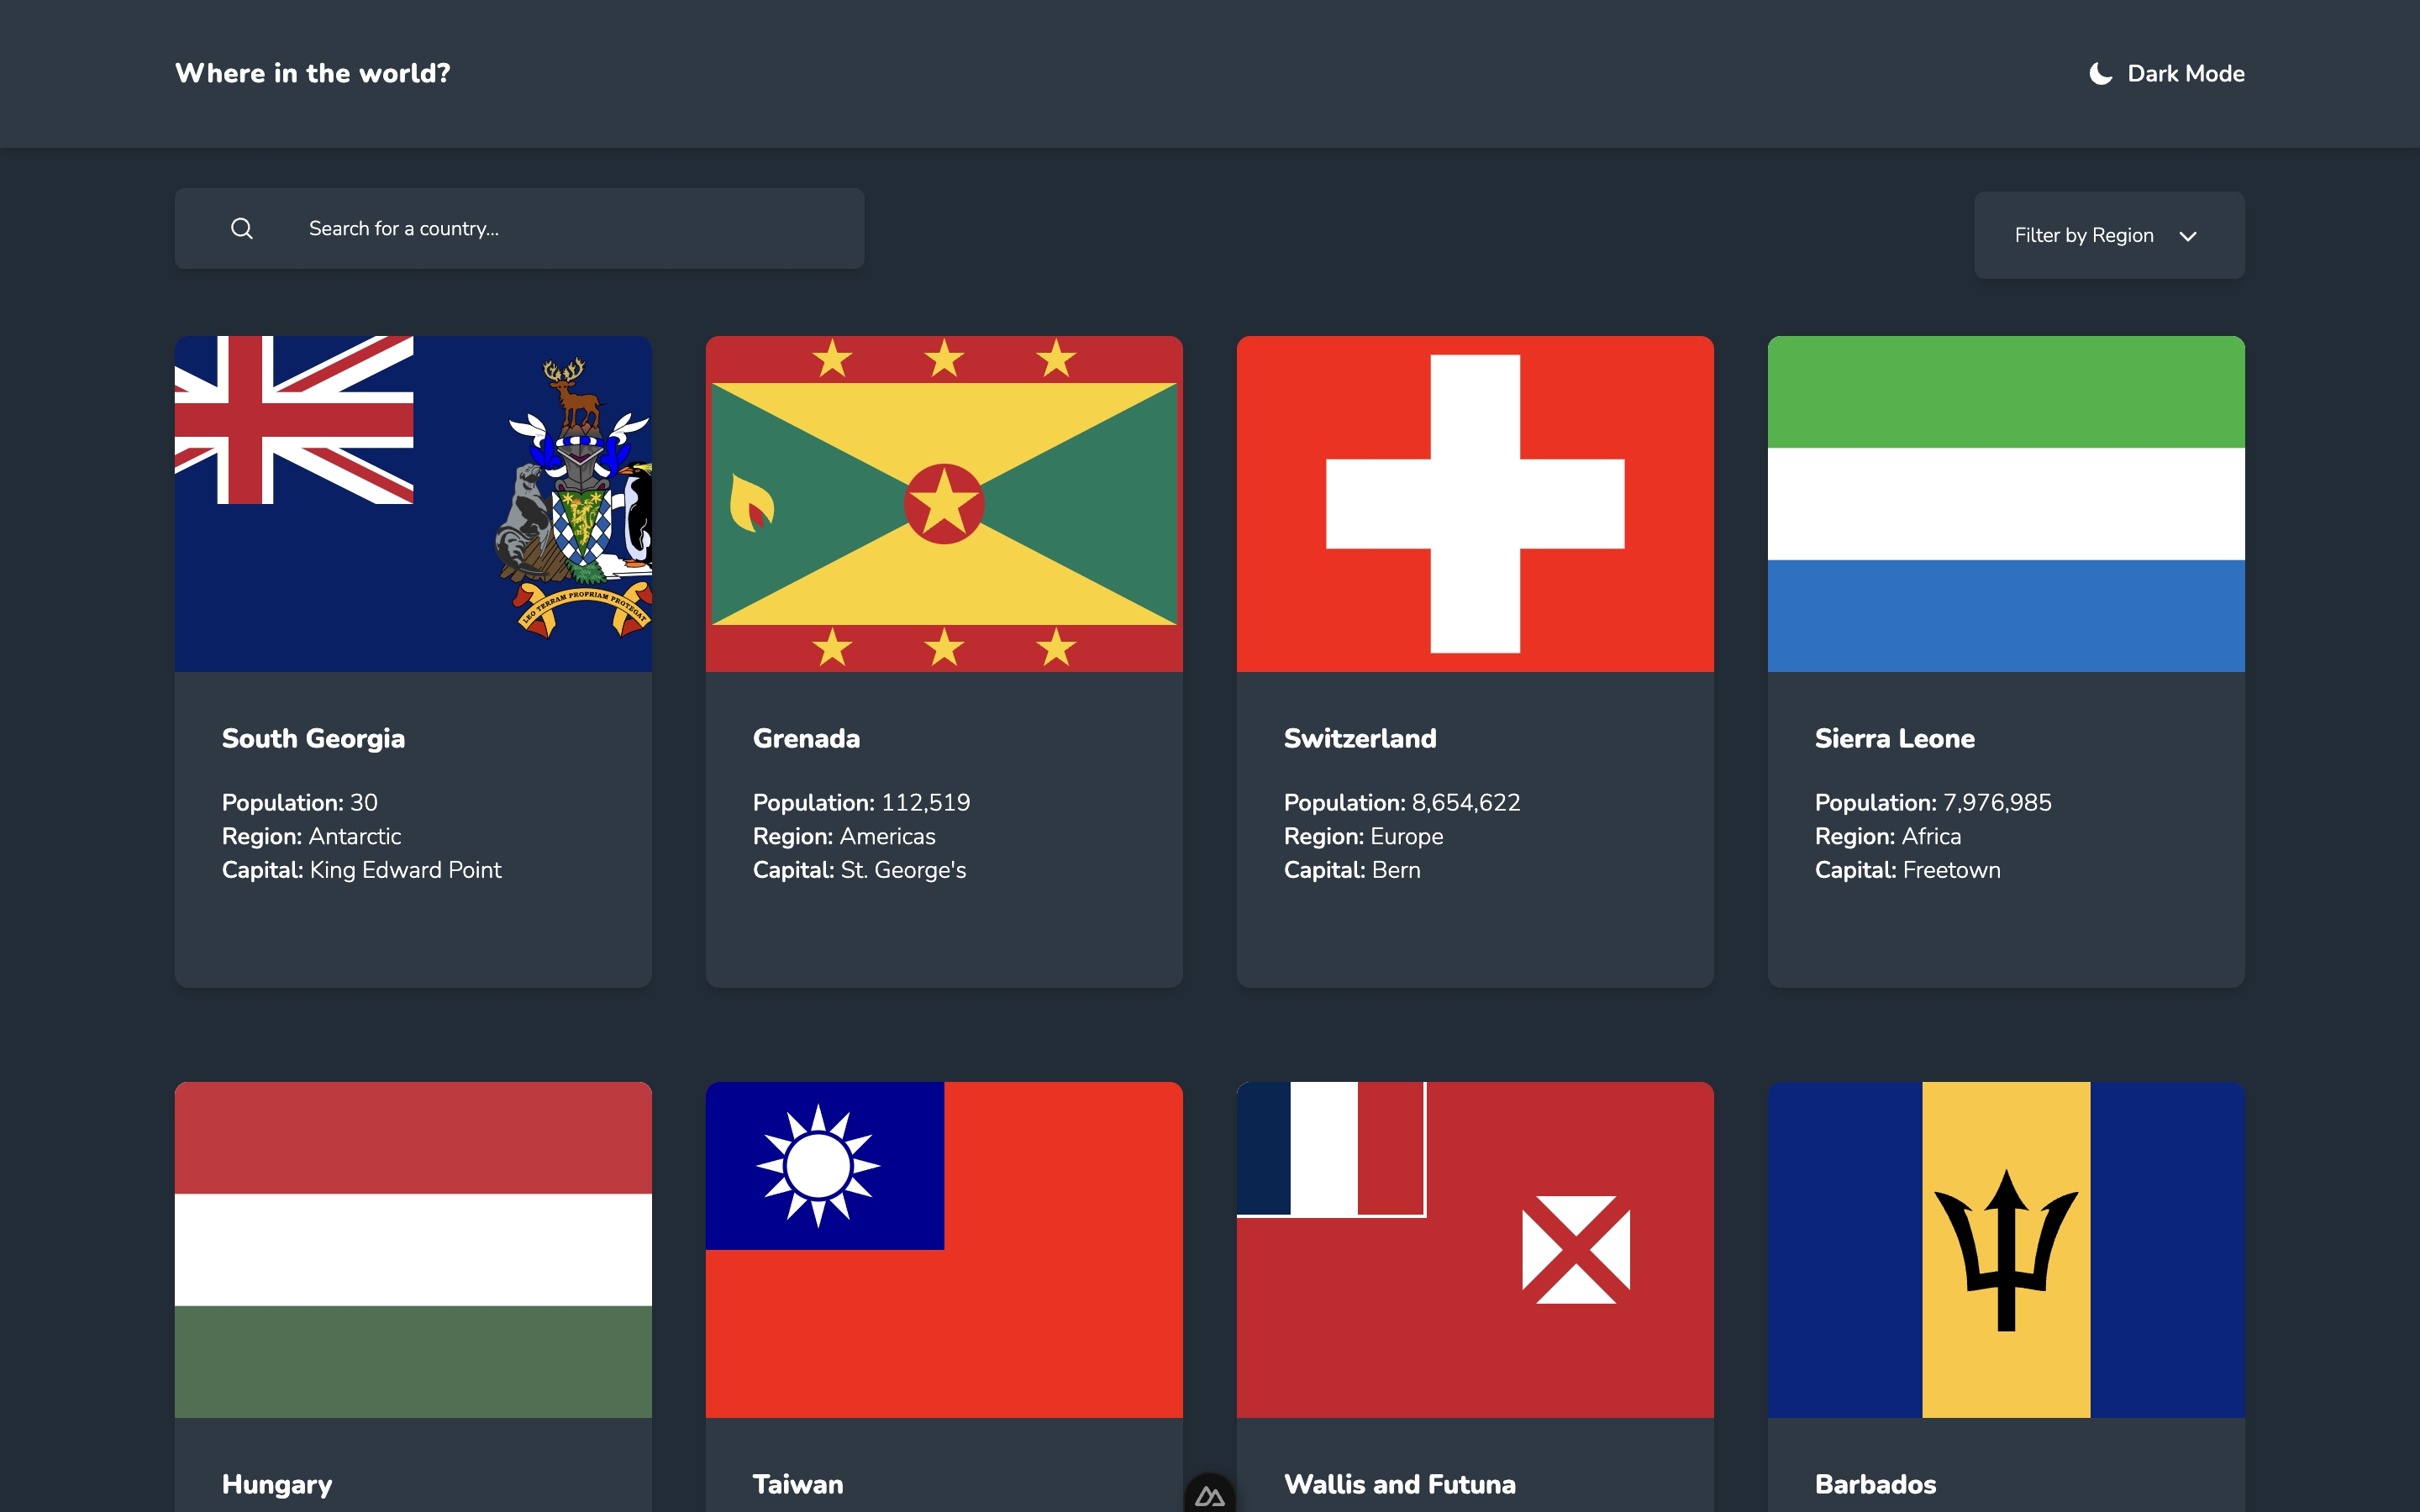 Where in the world?
Dark Mode
Search for a country...
Filter by Region
LEO TERRAM PROPRIAM PROTEGAT
South Georgia
Population: 30
Region: Antarctic
Capital: King Edward Point
Grenada
Population: 112,519
Region: Americas
Capital: St. George's
Switzerland
Population: 8,654,622
Region: Europe
Capital: Bern
Sierra Leone
Population: 7,976,985
Region: Africa
Capital: Freetown
Hungary
Taiwan
Wallis and Futuna
Barbados